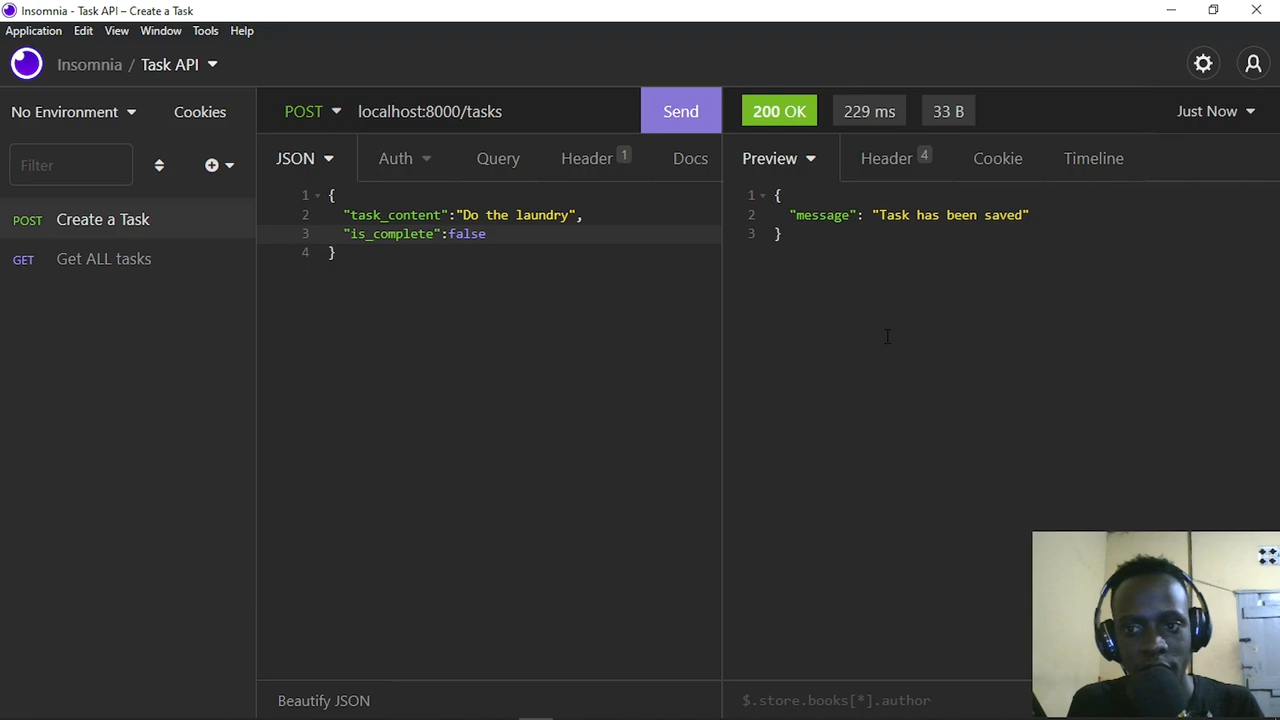 Insomnia - Task API – Create a Task
Application Edit View Window Tools Help
Insomnia / Task API
No Environment Cookies
Filter
POST Create a Task
GET Get ALL tasks
POST localhost:8000/tasks Send
JSON Auth Query Header 1 Docs
1 {
2 "task_content":"Do the laundry",
3 "is_complete":false
4 }
Beautify JSON
200 OK 229 ms 33 B Just Now
Preview Header 4 Cookie Timeline
1 {
2 "message": "Task has been saved"
3 }
$.store.books[*].author